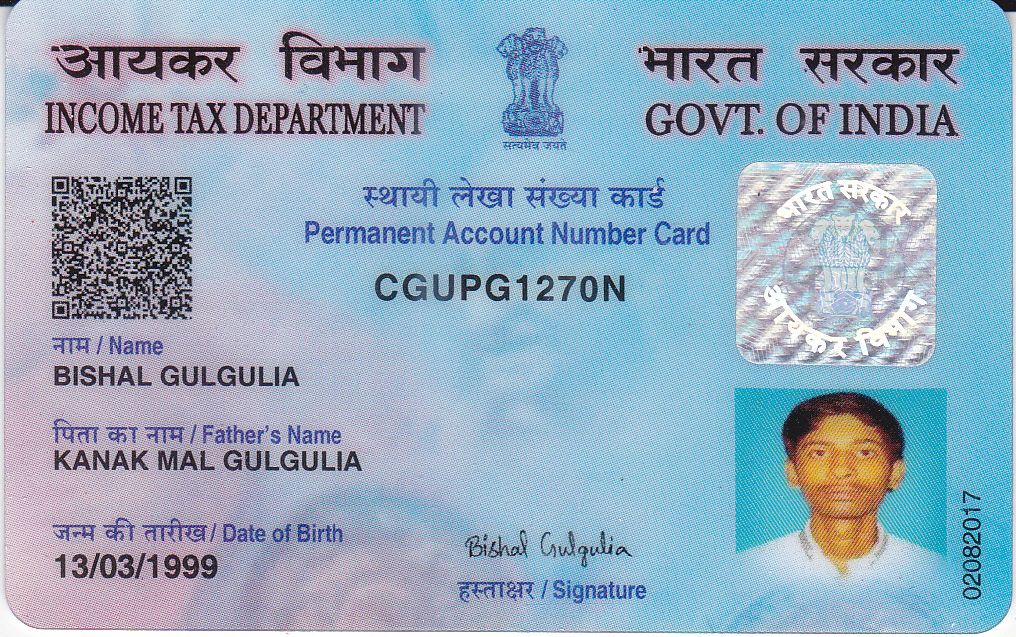 आयकर विभाग
INCOME TAX DEPARTMENT
सत्यमेव जयते
भारत सरकार
GOVT. OF INDIA
स्थायी लेखा संख्या कार्ड
Permanent Account Number Card
CGUPG1270N
भारत सरकार
आयकर विभाग
नाम / Name
BISHAL GULGULIA
पिता का नाम / Father's Name
KANAK MAL GULGULIA
जन्म की तारीख / Date of Birth
13/03/1999
Bishal Gulgulia
हस्ताक्षर / Signature
02082017